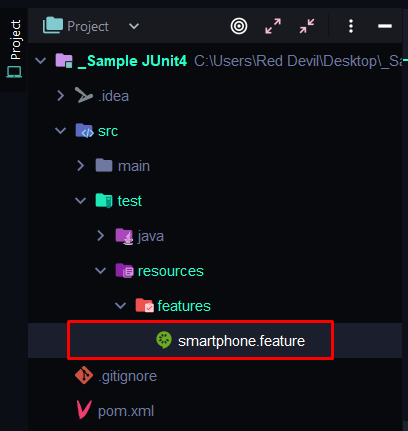 Project
Project
_Sample JUnit4 C:\Users\Red Devil\Desktop\_Sa
.idea
src
main
test
java
resources
features
smartphone.feature
.gitignore
pom.xml